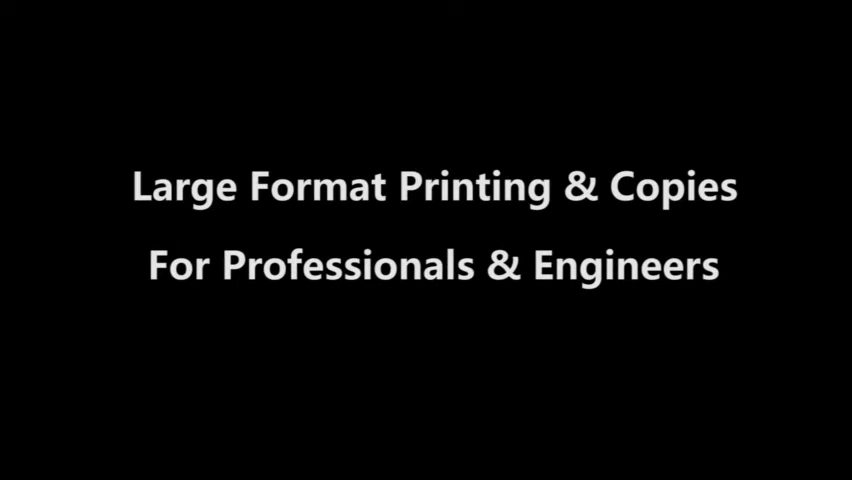 Large Format Printing & Copies
For Professionals & Engineers